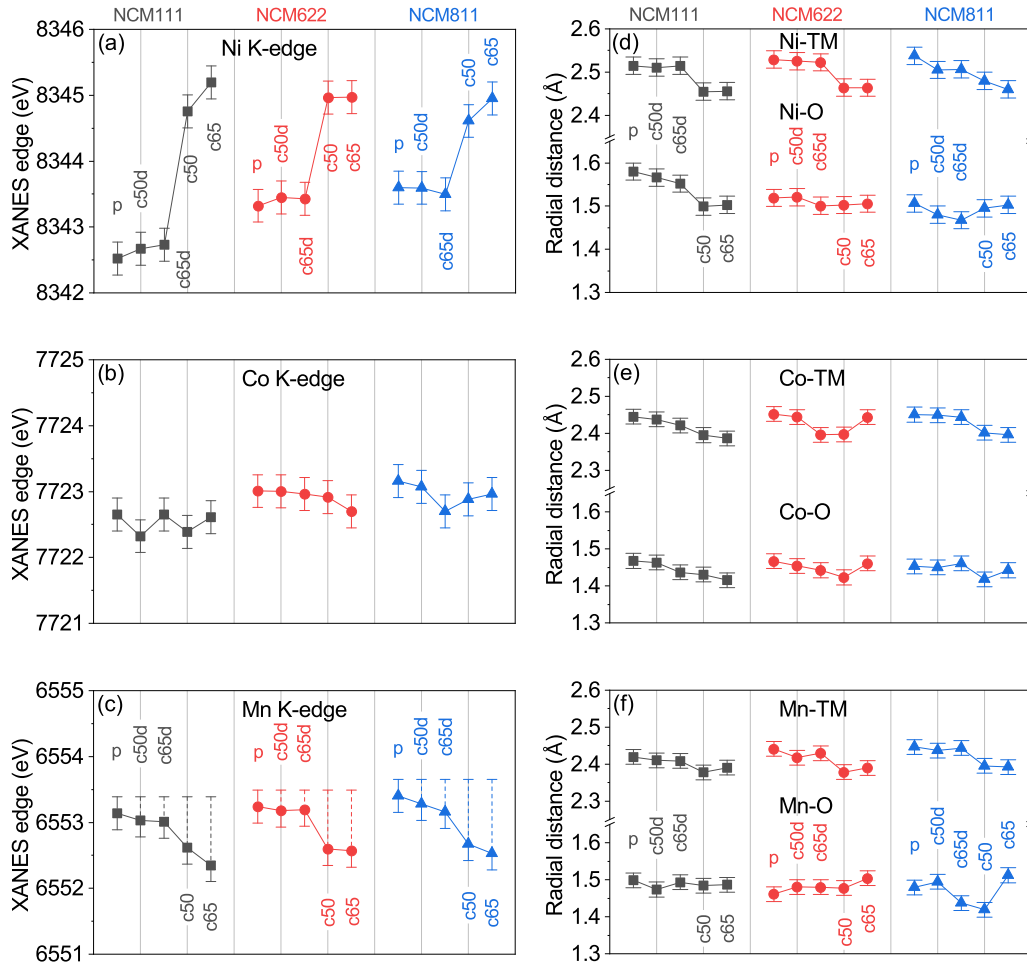 NCM111 NCM622 NCM811 NCM111 NCM622 NCM811
(a) Ni K-edge
XANES edge (eV)
8346
8345
8344
8343
8342
p c50d c65d c50 c65
p c50d c65d c50 c65
p c50d c65d c50 c65
(d) Ni-TM
Ni-O
Radial distance (Å)
2.6
2.5
2.4
1.6
1.5
1.4
1.3
p c50d c65d c50 c65
p c50d c65d c50 c65
p c50d c65d c50 c65
(b) Co K-edge
XANES edge (eV)
7725
7724
7723
7722
7721
(e) Co-TM
Co-O
Radial distance (Å)
2.6
2.5
2.4
2.3
1.6
1.5
1.4
1.3
(c) Mn K-edge
XANES edge (eV)
6555
6554
6553
6552
6551
p c50d c65d c50 c65
p c50d c65d c50 c65
p c50d c65d c50 c65
(f) Mn-TM
Mn-O
Radial distance (Å)
2.6
2.5
2.4
2.3
1.6
1.5
1.4
1.3
p c50d c65d c50 c65
p c50d c65d c50 c65
p c50d c65d c50 c65